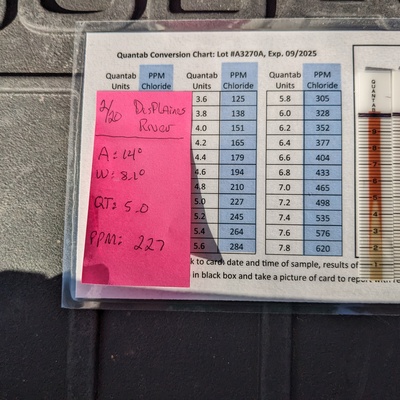 Quantab Conversion Chart: Lot #A3270A, Exp. 09/2025
Quantab Units PPM Chloride Quantab Units PPM Chloride Quantab Units PPM Chloride
3.6 125 5.8 305
3.8 138 6.0 328
4.0 151 6.2 352
4.2 165 6.4 377
4.4 179 6.6 404
4.6 194 6.8 433
4.8 210 7.0 465
5.0 227 7.2 498
5.2 245 7.4 535
5.4 264 7.6 576
5.6 284 7.8 620
2/20 DesPlaines
River
A: 14°
W: 8.1°
QT: 5.0
PPM: 227
QUANTAB
k to card: date and time of sample, results of
in black box and take a picture of card to report with